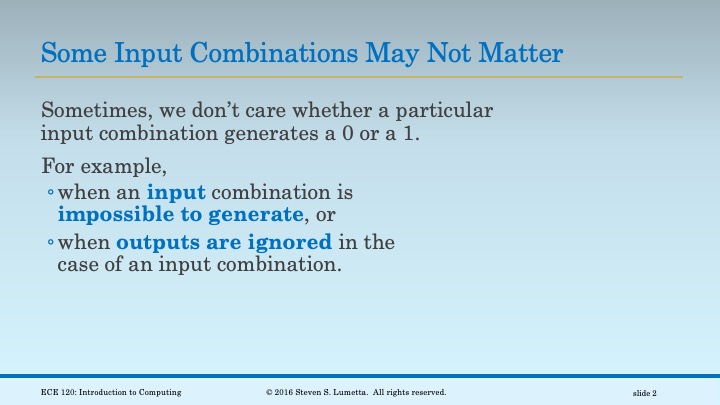 Some Input Combinations May Not Matter
Sometimes, we don’t care whether a particular
input combination generates a 0 or a 1.
For example,
◦when an input combination is
impossible to generate, or
◦when outputs are ignored in the
case of an input combination.
ECE 120: Introduction to Computing
© 2016 Steven S. Lumetta. All rights reserved.
slide 2